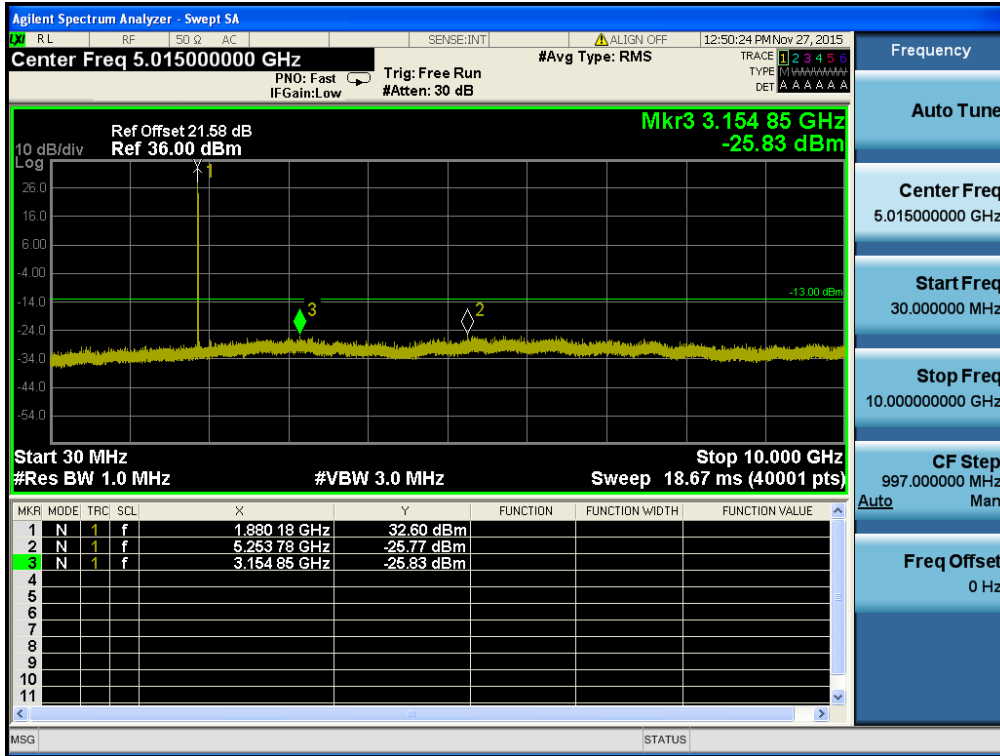 Agilent Spectrum Analyzer - Swept SA
LXI RL RF 50 Ω AC SENSE:INT ALIGN OFF 12:50:24 PM Nov 27, 2015
Center Freq 5.015000000 GHz
#Avg Type: RMS
TRACE 1 2 3 4 5 6
PNO: Fast
Trig: Free Run
TYPE M
IFGain:Low
#Atten: 30 dB
DET A A A A A A
Mkr3 3.154 85 GHz
-25.83 dBm
Ref Offset 21.58 dB
10 dB/div Ref 36.00 dBm
Log
1
26.0
16.0
6.00
-4.00
-13.00 dBm
-14.0
3
2
-24.0
-34.0
-44.0
-54.0
Start 30 MHz
Stop 10.000 GHz
#Res BW 1.0 MHz
#VBW 3.0 MHz
Sweep 18.67 ms (40001 pts)
MKR MODE TRC SCL X Y FUNCTION FUNCTION WIDTH FUNCTION VALUE
1 N 1 f 1.880 18 GHz 32.60 dBm
2 N 1 f 5.253 78 GHz -25.77 dBm
3 N 1 f 3.154 85 GHz -25.83 dBm
4
5
6
7
8
9
10
11
MSG
STATUS
Frequency
Auto Tune
Center Freq
5.015000000 GHz
Start Freq
30.000000 MHz
Stop Freq
10.000000000 GHz
CF Step
997.000000 MHz
Auto Man
Freq Offset
0 Hz